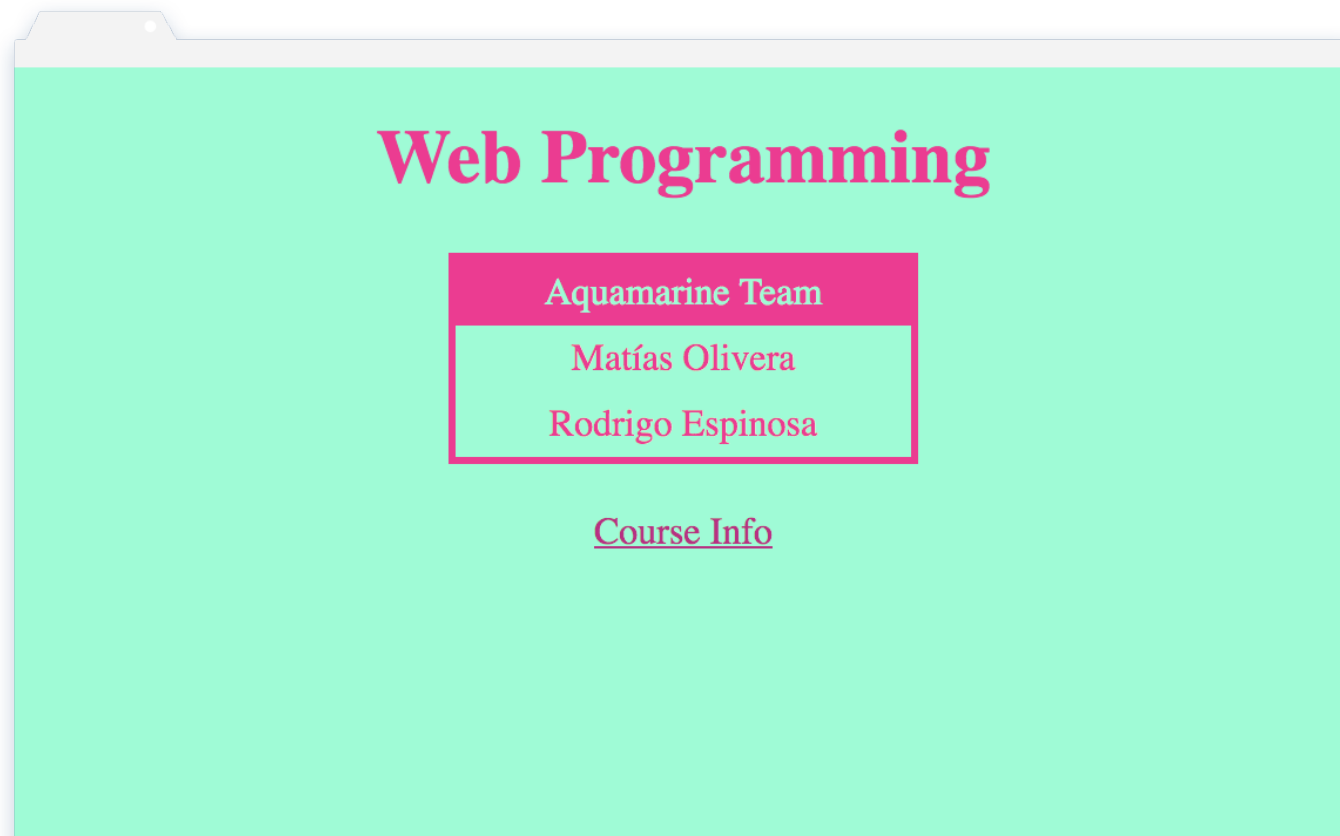 Web Programming
Aquamarine Team
Matías Olivera
Rodrigo Espinosa
Course Info